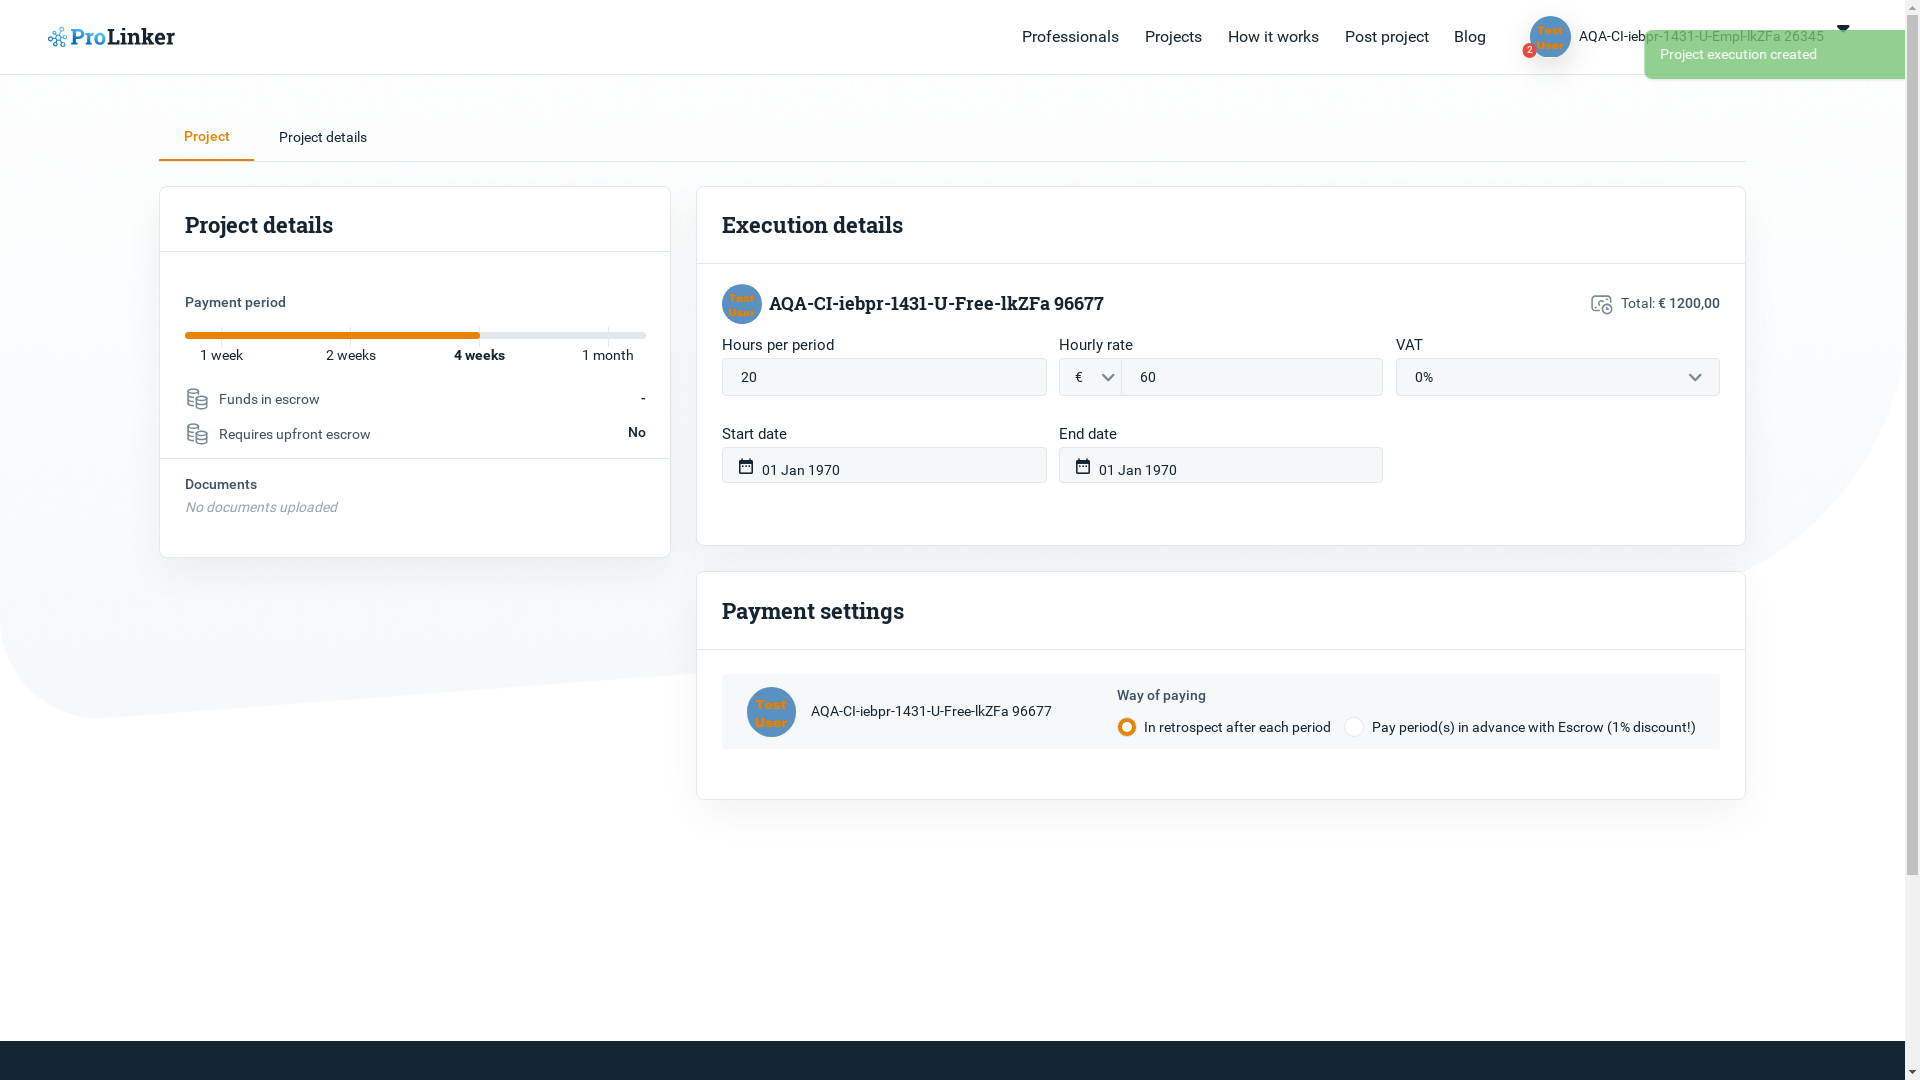 ProLinker
Professionals
Projects
How it works
Post project
Blog
Test User
2
AQA-CI-iebpr-1431-U-Empl-lkZFa 26345
Project execution created
Project
Project details
Project details
Payment period
1 week
2 weeks
4 weeks
1 month
Funds in escrow
-
Requires upfront escrow
No
Documents
No documents uploaded
Execution details
Test User
AQA-CI-iebpr-1431-U-Free-lkZFa 96677
Total: € 1200,00
Hours per period
Hourly rate
VAT
20
€
60
0%
Start date
End date
01 Jan 1970
01 Jan 1970
Payment settings
Test
User
AQA-CI-iebpr-1431-U-Free-lkZFa 96677
Way of paying
In retrospect after each period
Pay period(s) in advance with Escrow (1% discount!)